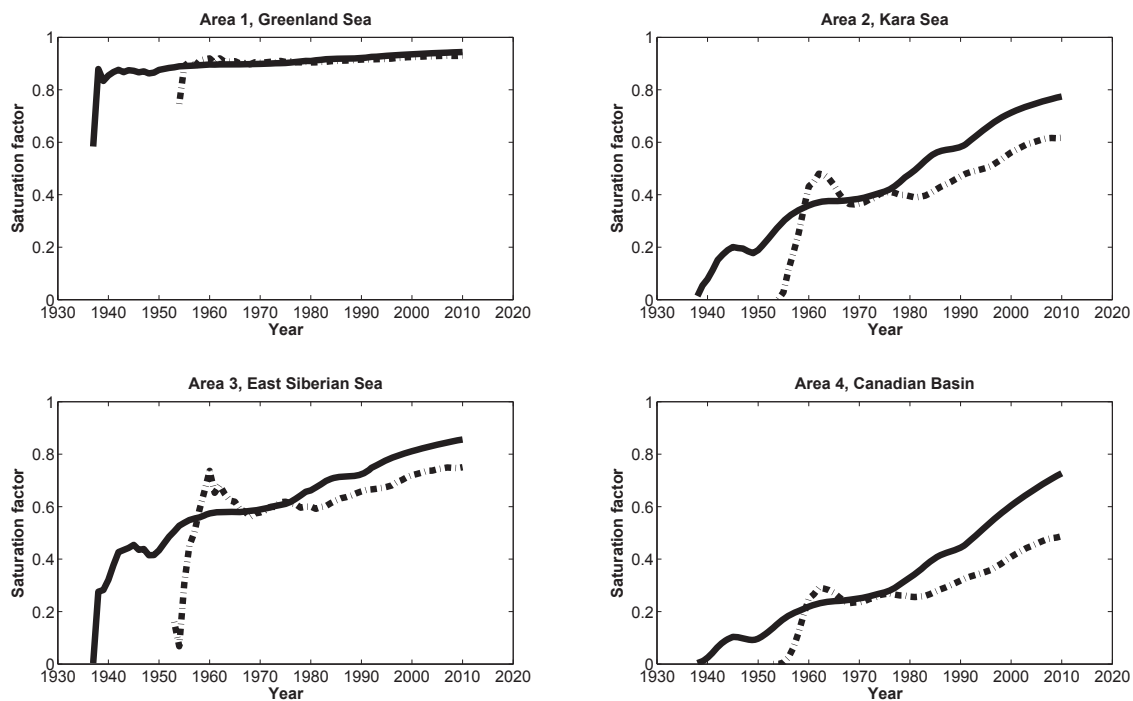 Area 1, Greenland Sea
Saturation factor
1
0.8
0.6
0.4
0.2
0
1930 1940 1950 1960 1970 1980 1990 2000 2010 2020
Year
Area 2, Kara Sea
Saturation factor
1
0.8
0.6
0.4
0.2
0
1930 1940 1950 1960 1970 1980 1990 2000 2010 2020
Year
Area 3, East Siberian Sea
Saturation factor
1
0.8
0.6
0.4
0.2
0
1930 1940 1950 1960 1970 1980 1990 2000 2010 2020
Year
Area 4, Canadian Basin
Saturation factor
1
0.8
0.6
0.4
0.2
0
1930 1940 1950 1960 1970 1980 1990 2000 2010 2020
Year